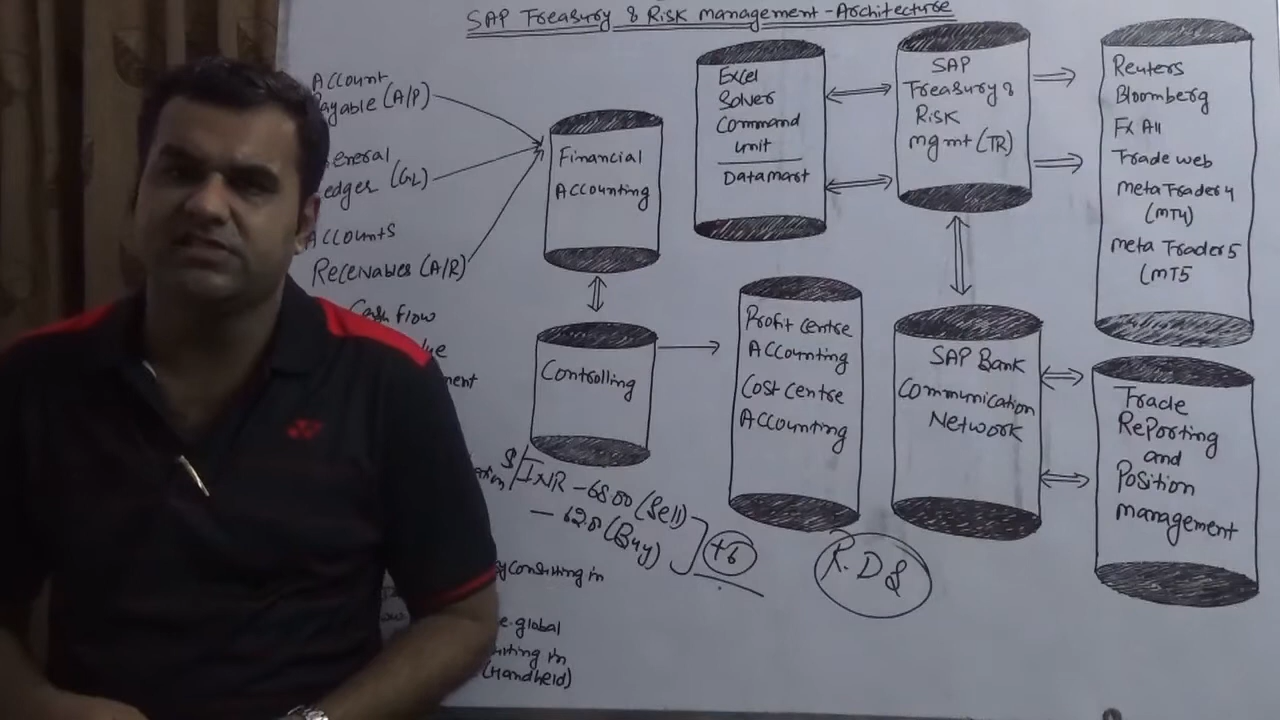 SAP Treasury & Risk management - Architecture
Account
Payable (A/P)
General
Ledger (GL)
Accounts
Receivables (A/R)
Cash flow
Financial
Accounting
Controlling
Excel
Solver
Command
Unit
Datamart
SAP
Treasury &
Risk
mgmt (TR)
Reuters
Bloomberg
FX All
Trade web
meta Trader 4
(MT4)
meta Trader 5
(MT5
Profit centre
Accounting
Cost centre
Accounting
SAP Bank
Communication
Network
Trade
Reporting
and
Position
management
$/INR - 68.00 (Sell)
- 62.0 (Buy)
+6
Consulting in
global
in
(Handheld)